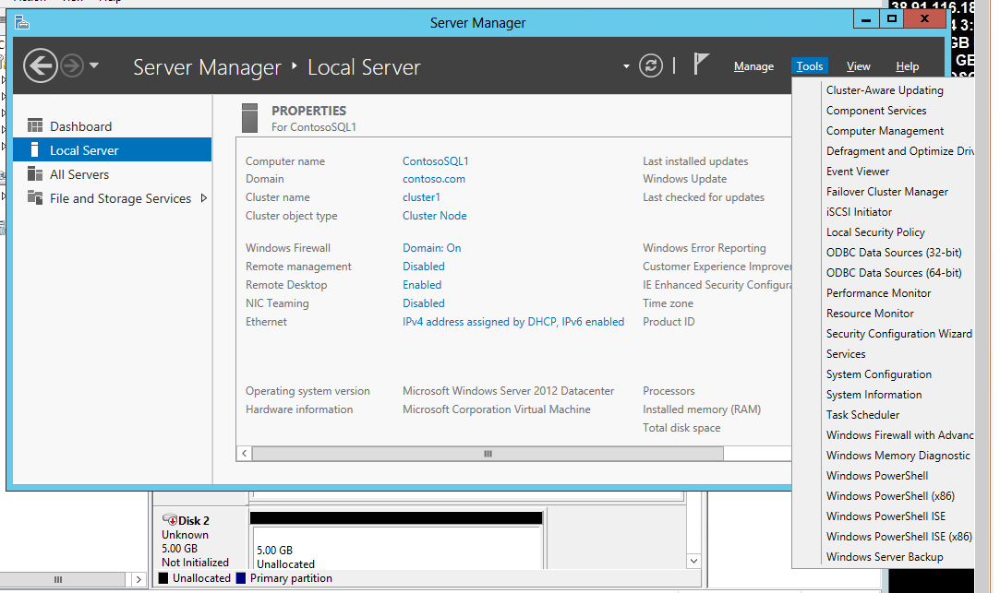 38.91.116.18
Server Manager
4 3:
GB
GE
Server Manager ‣ Local Server
Manage
Tools
View
Help
Dashboard
Local Server
All Servers
File and Storage Services
PROPERTIES
For ContosoSQL1
Computer name ContosoSQL1 Last installed updates
Domain contoso.com Windows Update
Cluster name cluster1 Last checked for updates
Cluster object type Cluster Node
Windows Firewall Domain: On Windows Error Reporting
Remote management Disabled Customer Experience Improve
Remote Desktop Enabled IE Enhanced Security Configura
NIC Teaming Disabled Time zone
Ethernet IPv4 address assigned by DHCP, IPv6 enabled Product ID
Operating system version Microsoft Windows Server 2012 Datacenter Processors
Hardware information Microsoft Corporation Virtual Machine Installed memory (RAM)
Total disk space
Cluster-Aware Updating
Component Services
Computer Management
Defragment and Optimize Driv
Event Viewer
Failover Cluster Manager
iSCSI Initiator
Local Security Policy
ODBC Data Sources (32-bit)
ODBC Data Sources (64-bit)
Performance Monitor
Resource Monitor
Security Configuration Wizard
Services
System Configuration
System Information
Task Scheduler
Windows Firewall with Advanc
Windows Memory Diagnostic
Windows PowerShell
Windows PowerShell (x86)
Windows PowerShell ISE
Windows PowerShell ISE (x86)
Windows Server Backup
Disk 2
Unknown
5.00 GB
Not Initialized
5.00 GB
Unallocated
Unallocated Primary partition